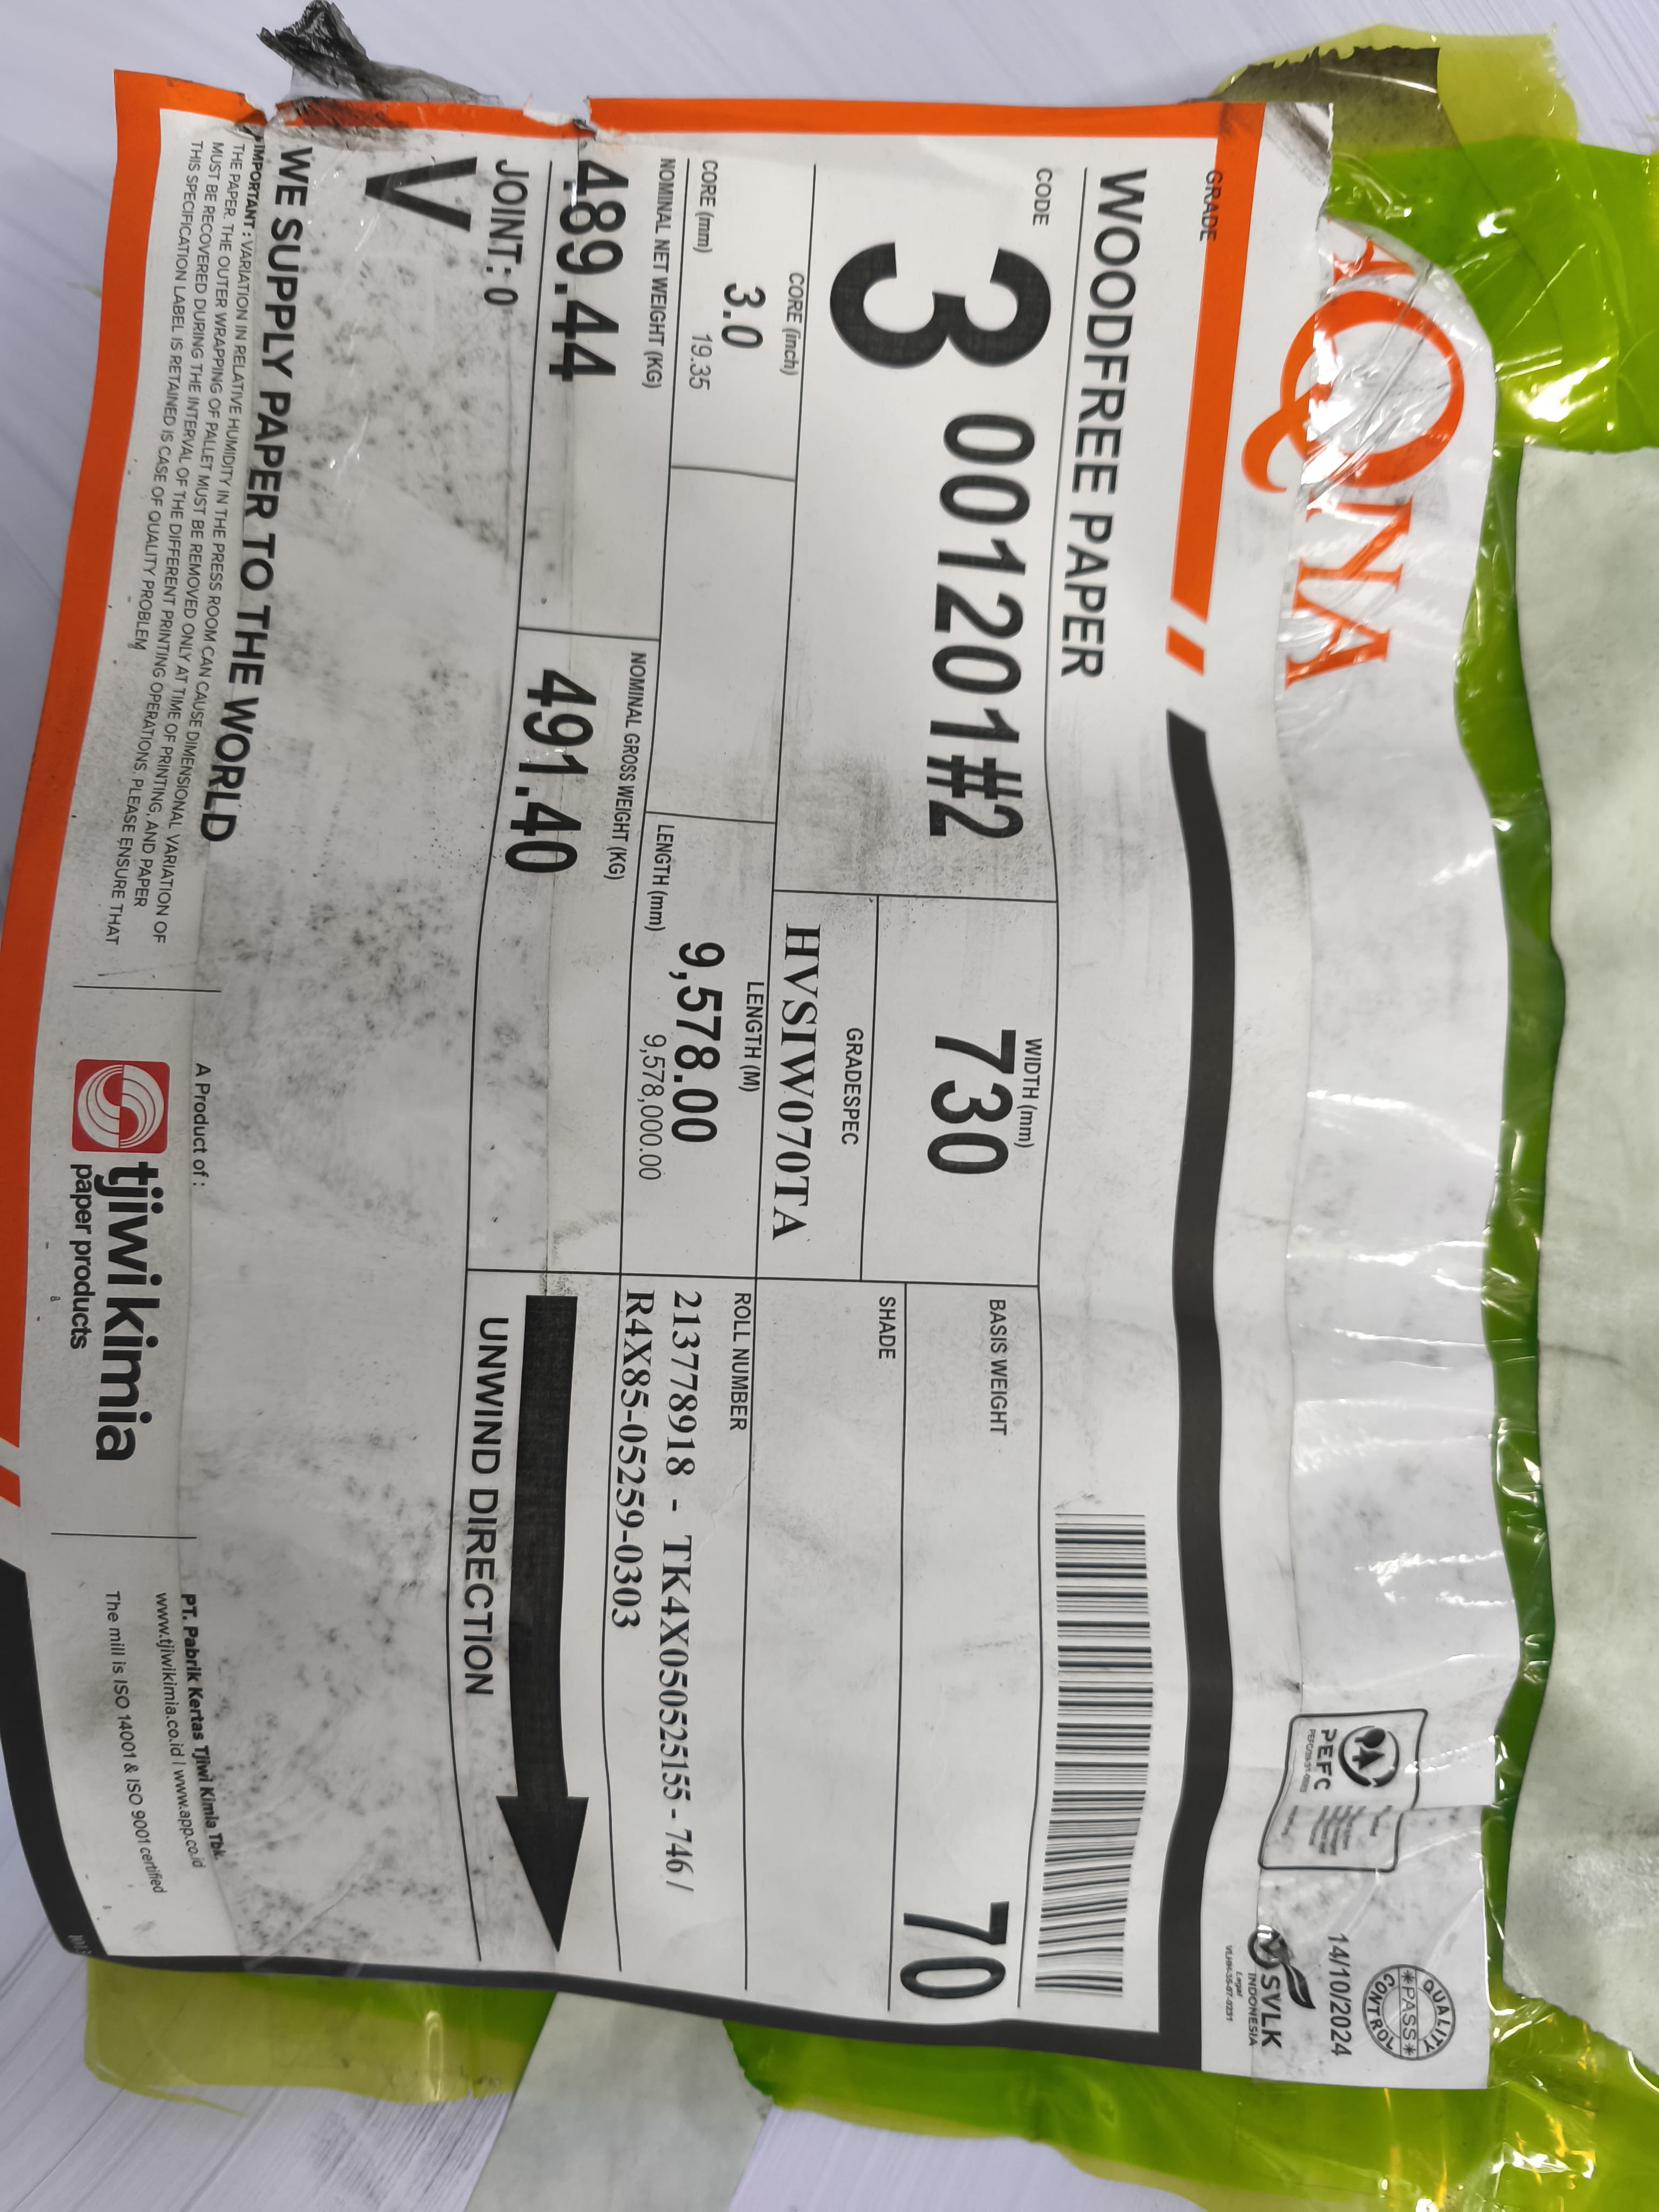 QNA
QUALITY
*PASS*
CONTROL
14/10/2024
PEFC
SVLK
INDONESIA
Legal
GRADE
WOODFREE PAPER
CODE
3 001201#2
3
WIDTH (mm)
730
BASIS WEIGHT
70
GRADESPEC
HVSIW070TA
SHADE
CORE (inch)
3.0
CORE (mm)
19.35
LENGTH (M)
9,578.00
LENGTH (mm)
9,578,000.00
ROLL NUMBER
213778918 - TK4X050525155 - 746 /
R4X85-05259-0303
NOMINAL NET WEIGHT (KG)
489.44
NOMINAL GROSS WEIGHT (KG)
491.40
JOINT: 0
V
UNWIND DIRECTION
WE SUPPLY PAPER TO THE WORLD
IMPORTANT : VARIATION IN RELATIVE HUMIDITY IN THE PRESS ROOM CAN CAUSE DIMENSIONAL VARIATION OF
THE PAPER. THE OUTER WRAPPING OF PALLET MUST BE REMOVED ONLY AT TIME OF PRINTING, AND PAPER
MUST BE RECOVERED DURING THE INTERVAL OF THE DIFFERENT PRINTING OPERATIONS. PLEASE ENSURE THAT
THIS SPECIFICATION LABEL IS RETAINED IS CASE OF QUALITY PROBLEM
A Product of :
tjiwi kimia
paper products
PT. Pabrik Kertas Tjiwi Kimia Tbk.
www.tjiwikimia.co.id | www.app.co.id
The mill is ISO 14001 & ISO 9001 certified